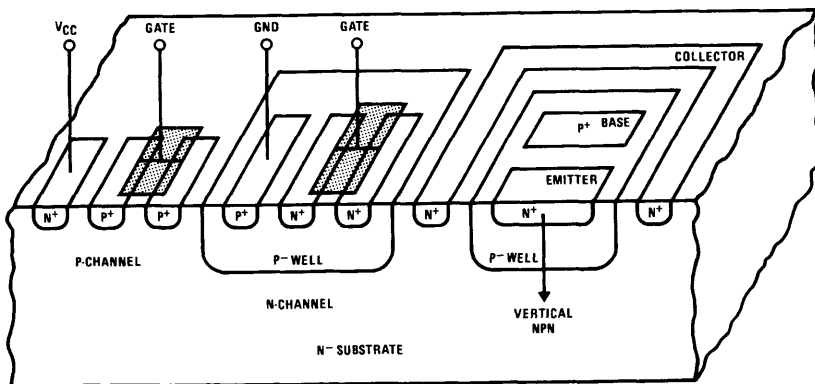 VCC GATE GND GATE
COLLECTOR
P+ BASE
EMITTER
N+ P+ P+ P+ N+ N+ N+ N+ N+
P-CHANNEL P− WELL P− WELL
N-CHANNEL VERTICAL
NPN
N− SUBSTRATE